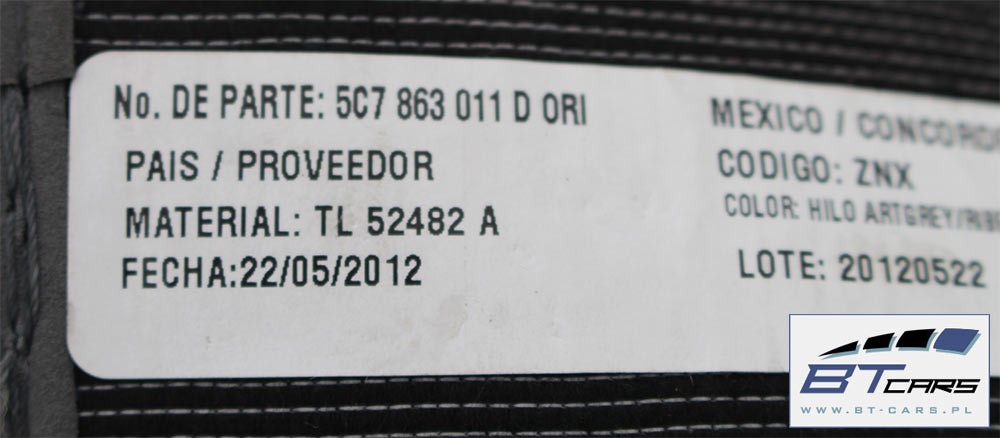 No. DE PARTE: 5C7 863 011 D ORI
PAIS / PROVEEDOR
MATERIAL: TL 52482 A
FECHA:22/05/2012
MEXICO /
CODIGO: ZNX
COLOR: HILO ARTGREY/
LOTE: 20120522
BT CARS
WWW.BT-CARS.PL